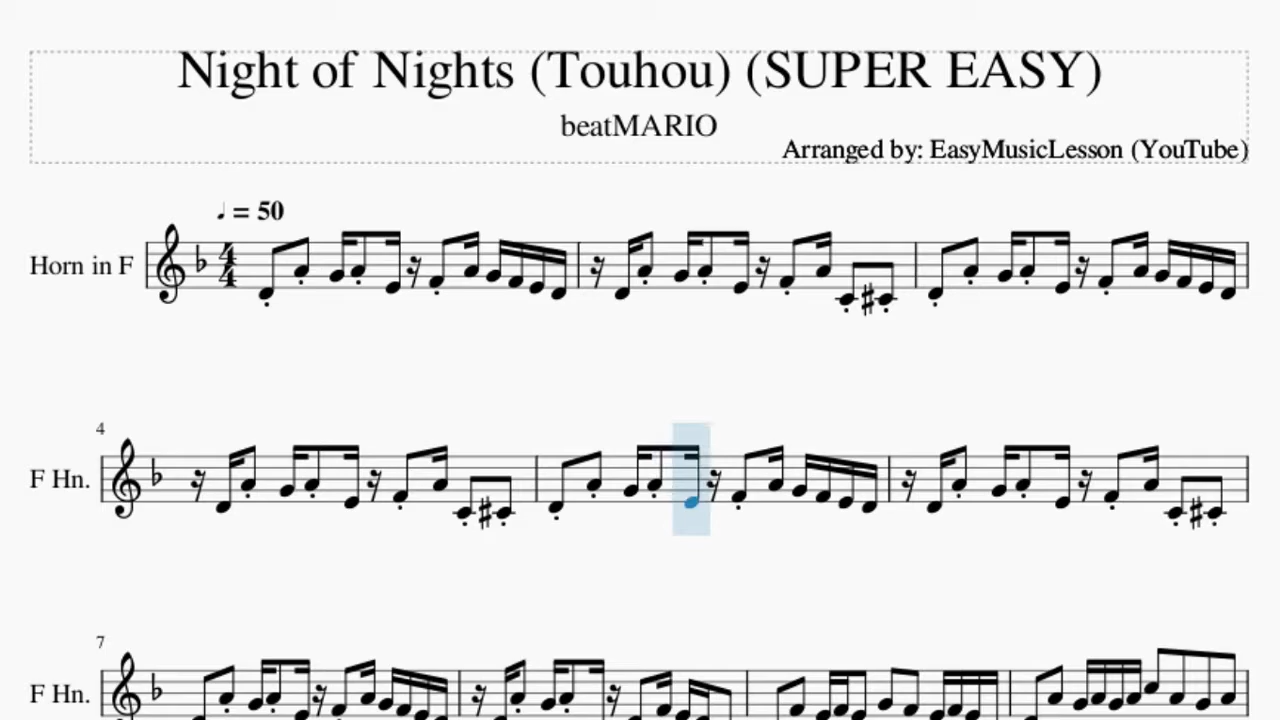 Night of Nights (Touhou) (SUPER EASY)
beatMARIO
Arranged by: EasyMusicLesson (YouTube)
♩ = 50
Horn in F
4
4
4
F Hn.
7
F Hn.